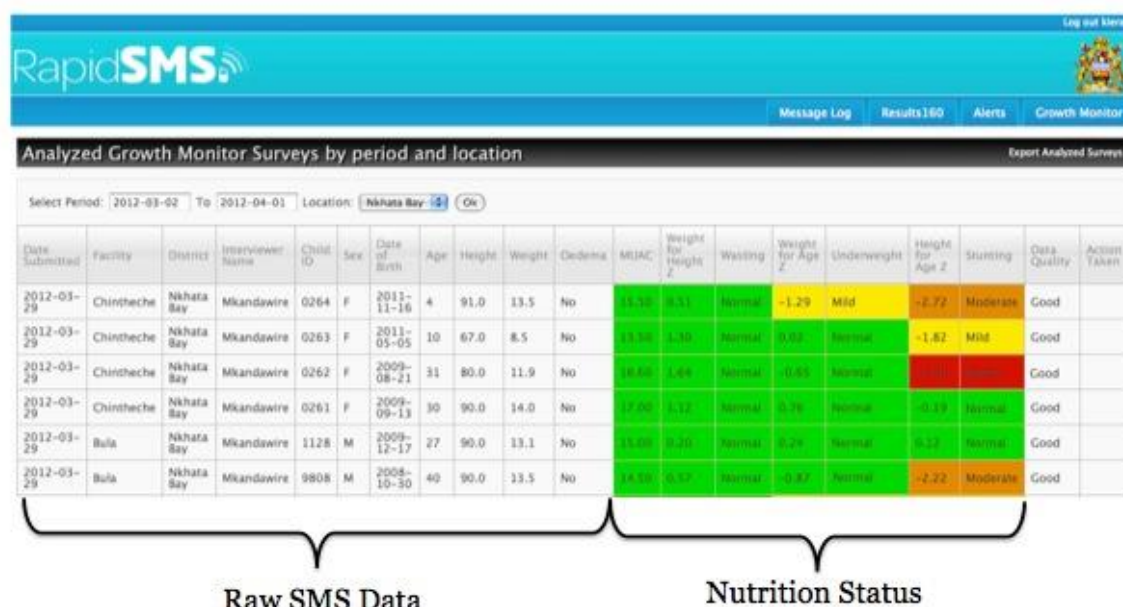 Log out
RapidSMS
Message Log Results160 Alerts Growth Monitor
Analyzed Growth Monitor Surveys by period and location Export Analyzed Surveys
Select Period: 2012-03-02 To 2012-04-01 Location: Nkhata Bay Ok
Date Submitted Facility District Interviewer Name Child ID Sex Date of Birth Age Height Weight Oedema MUAC Weight for Height Z Wasting Weight for Age Z Underweight Height for Age Z Stunting Data Quality Action Taken
2012-03-29 Chintheche Nkhata Bay Mkandawire 0264 F 2011-11-16 4 91.0 13.5 No 15.50 0.51 Normal -1.29 Mild -2.72 Moderate Good
2012-03-29 Chintheche Nkhata Bay Mkandawire 0263 F 2011-05-05 10 67.0 8.5 No 13.50 1.30 Normal 0.02 Normal -1.82 Mild Good
2012-03-29 Chintheche Nkhata Bay Mkandawire 0262 F 2009-08-21 31 80.0 11.9 No 16.60 1.64 Normal -0.65 Normal Good
2012-03-29 Chintheche Nkhata Bay Mkandawire 0261 F 2009-09-13 30 90.0 14.0 No 17.00 1.12 Normal 0.76 Normal -0.19 Normal Good
2012-03-29 Bula Nkhata Bay Mkandawire 1128 M 2009-12-17 27 90.0 13.1 No 15.00 0.20 Normal 0.29 Normal 0.12 Normal Good
2012-03-29 Bula Nkhata Bay Mkandawire 9808 M 2008-10-30 40 90.0 13.5 No 14.50 0.57 Normal -0.87 Normal -2.22 Moderate Good
Raw SMS Data Nutrition Status